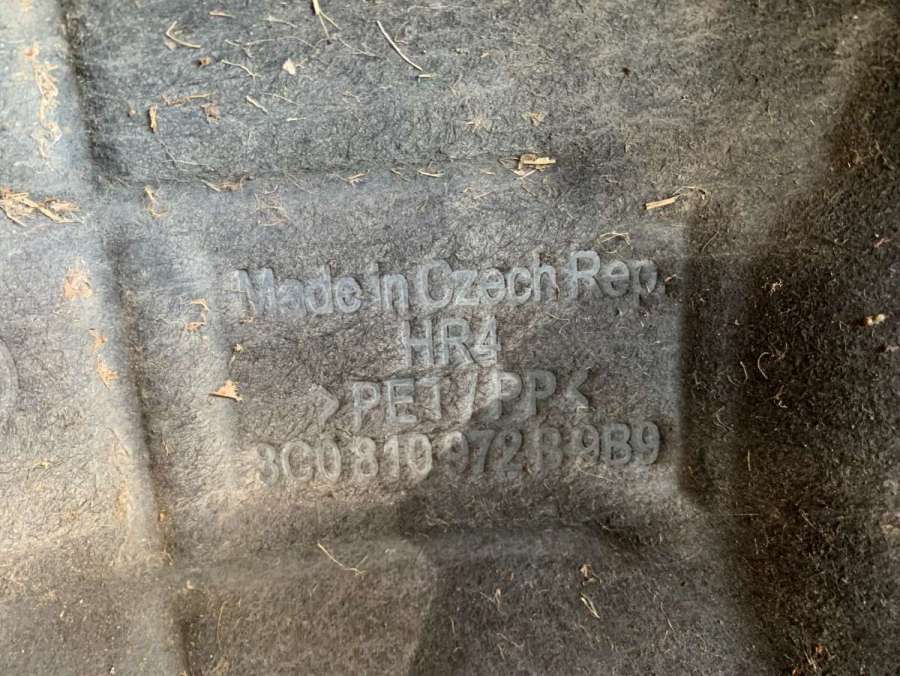 Made in Czech Rep.
HR4
>PET / PP<
3C0 810 972 B 9B9